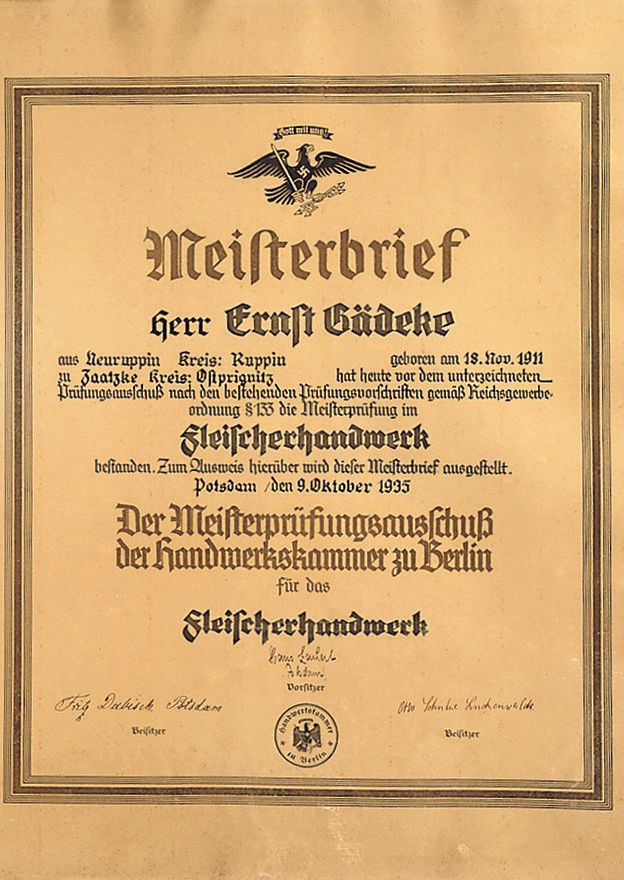 Gott mit uns!
Meisterbrief
Herr Ernst Gädeke
aus Neuruppin Kreis: Ruppin geboren am 18. Nov. 1911
zu Zaatzke Kreis: Ostprignitz hat heute vor dem unterzeichneten
Prüfungsausschuß nach den bestehenden Prüfungsvorschriften gemäß Reichsgewerbe-
ordnung § 133 die Meisterprüfung im
Fleischerhandwerk
bestanden. Zum Ausweis hierüber wird dieser Meisterbrief ausgestellt.
Potsdam, den 9. Oktober 1935
Der Meisterprüfungsausschuß
der Handwerkskammer zu Berlin
für das
Fleischerhandwerk
Potsdam
Vorsitzer
Fritz Potsdam
Otto Schulze Luckenwalde
Beisitzer
Beisitzer
Handwerkskammer
zu Berlin